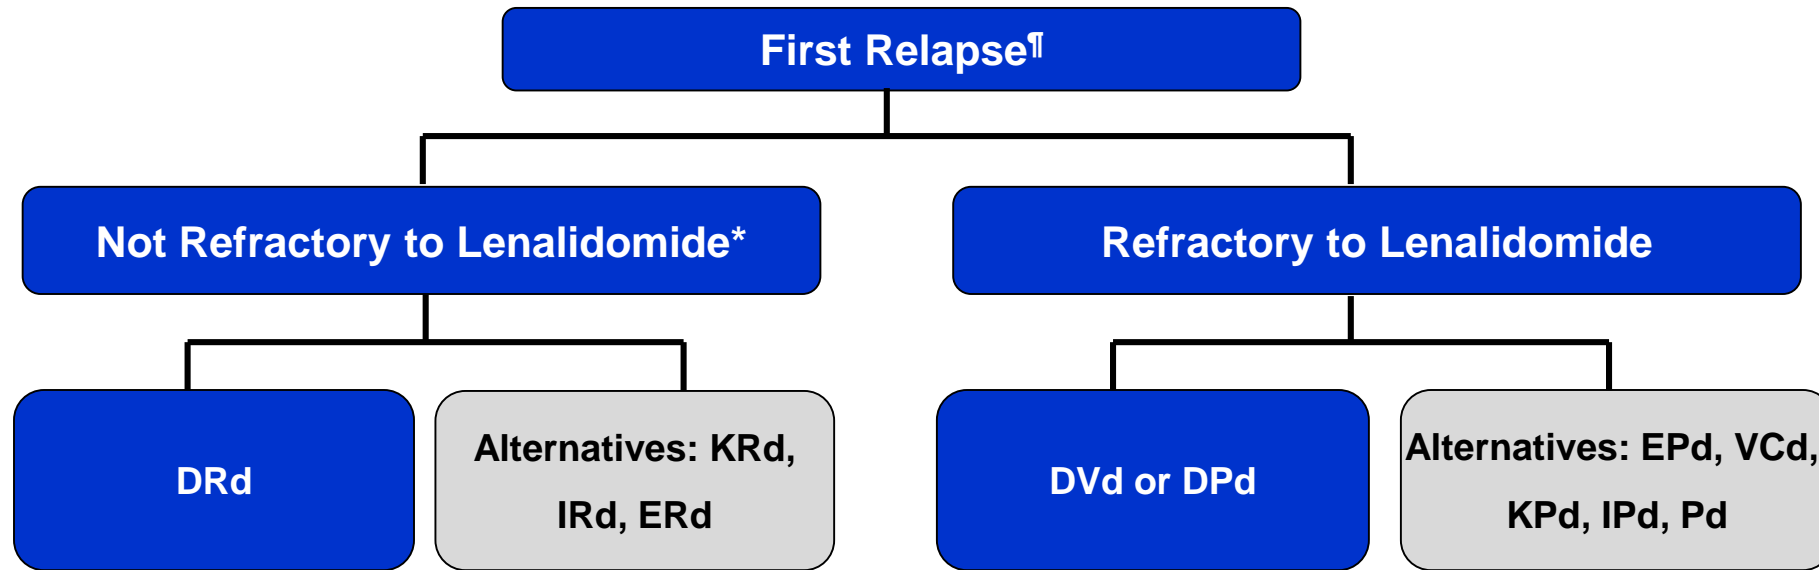 First Relapse¶
Not Refractory to Lenalidomide*
Refractory to Lenalidomide
DRd
Alternatives: KRd,
IRd, ERd
DVd or DPd
Alternatives: EPd, VCd,
KPd, IPd, Pd